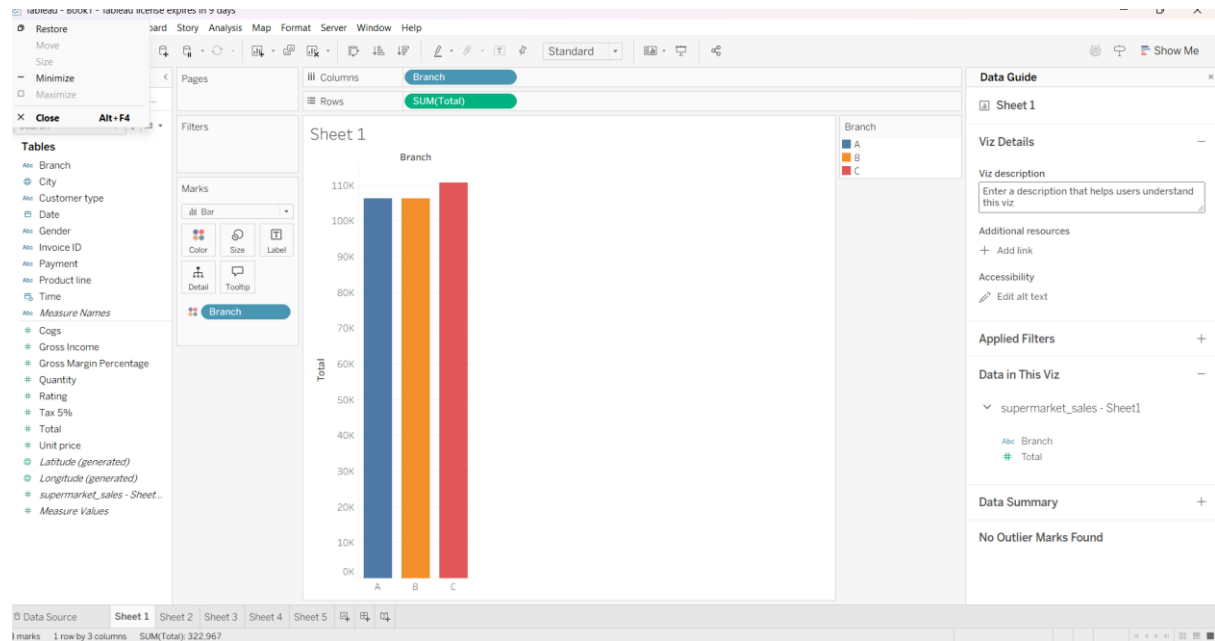 Tableau - Book1 - Tableau license expires in 9 days
Restore
Move
Size
Minimize
Maximize
Close Alt+F4
oard Story Analysis Map Format Server Window Help
Standard
Show Me
Tables
Branch
City
Customer type
Date
Gender
Invoice ID
Payment
Product line
Time
Measure Names
Cogs
Gross Income
Gross Margin Percentage
Quantity
Rating
Tax 5%
Total
Unit price
Latitude (generated)
Longitude (generated)
supermarket_sales - Sheet...
Measure Values
Pages
Filters
Marks
Bar
Color Size Label
Detail Tooltip
Branch
Columns Branch
Rows SUM(Total)
Sheet 1
Branch
110K
100K
90K
80K
70K
60K
50K
40K
30K
20K
10K
0K
Total
A B C
Branch
A
B
C
Data Guide
Sheet 1
Viz Details
Viz description
Enter a description that helps users understand
this viz
Additional resources
Add link
Accessibility
Edit alt text
Applied Filters
Data in This Viz
supermarket_sales - Sheet1
Abc Branch
# Total
Data Summary
No Outlier Marks Found
Data Source Sheet 1 Sheet 2 Sheet 3 Sheet 4 Sheet 5
marks 1 row by 3 columns SUM(Total): 322,967